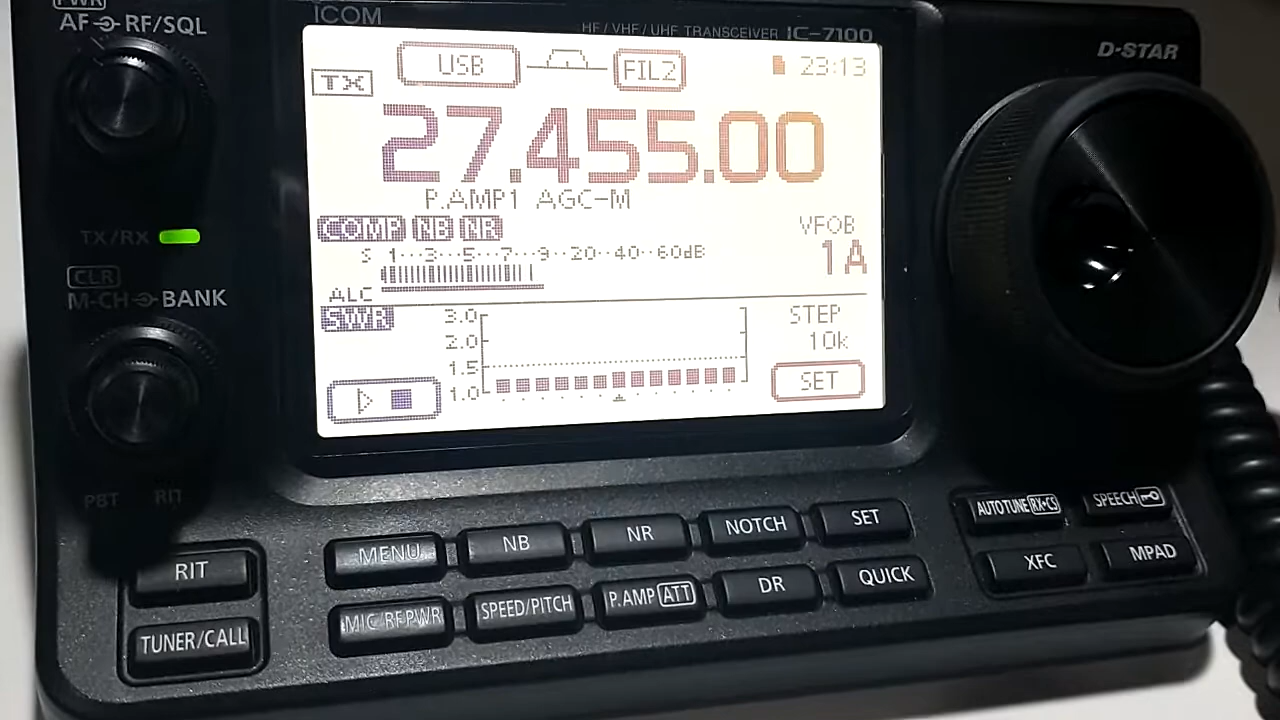 PWR
ICOM
AF RF/SQL
HF/VHF/UHF TRANSCEIVER IC-7100
D-STAR
TX
USB
FIL2
23:13
27.455.00
P.AMP1 AGC-M
COMP NB NR
VFOB
1A
S 1···3···5···7···9··20··40··60dB
ALC
TX/RX
CLR
M-CH BANK
SWR
3.0
2.0
1.5
1.0
STEP
10k
SET
PBT RIT
RIT
TUNER/CALL
MENU
NB
NR
NOTCH
SET
MIC/RF PWR
SPEED/PITCH
P.AMP ATT
DR
QUICK
AUTOTUNE RX→CS
SPEECH
XFC
MPAD